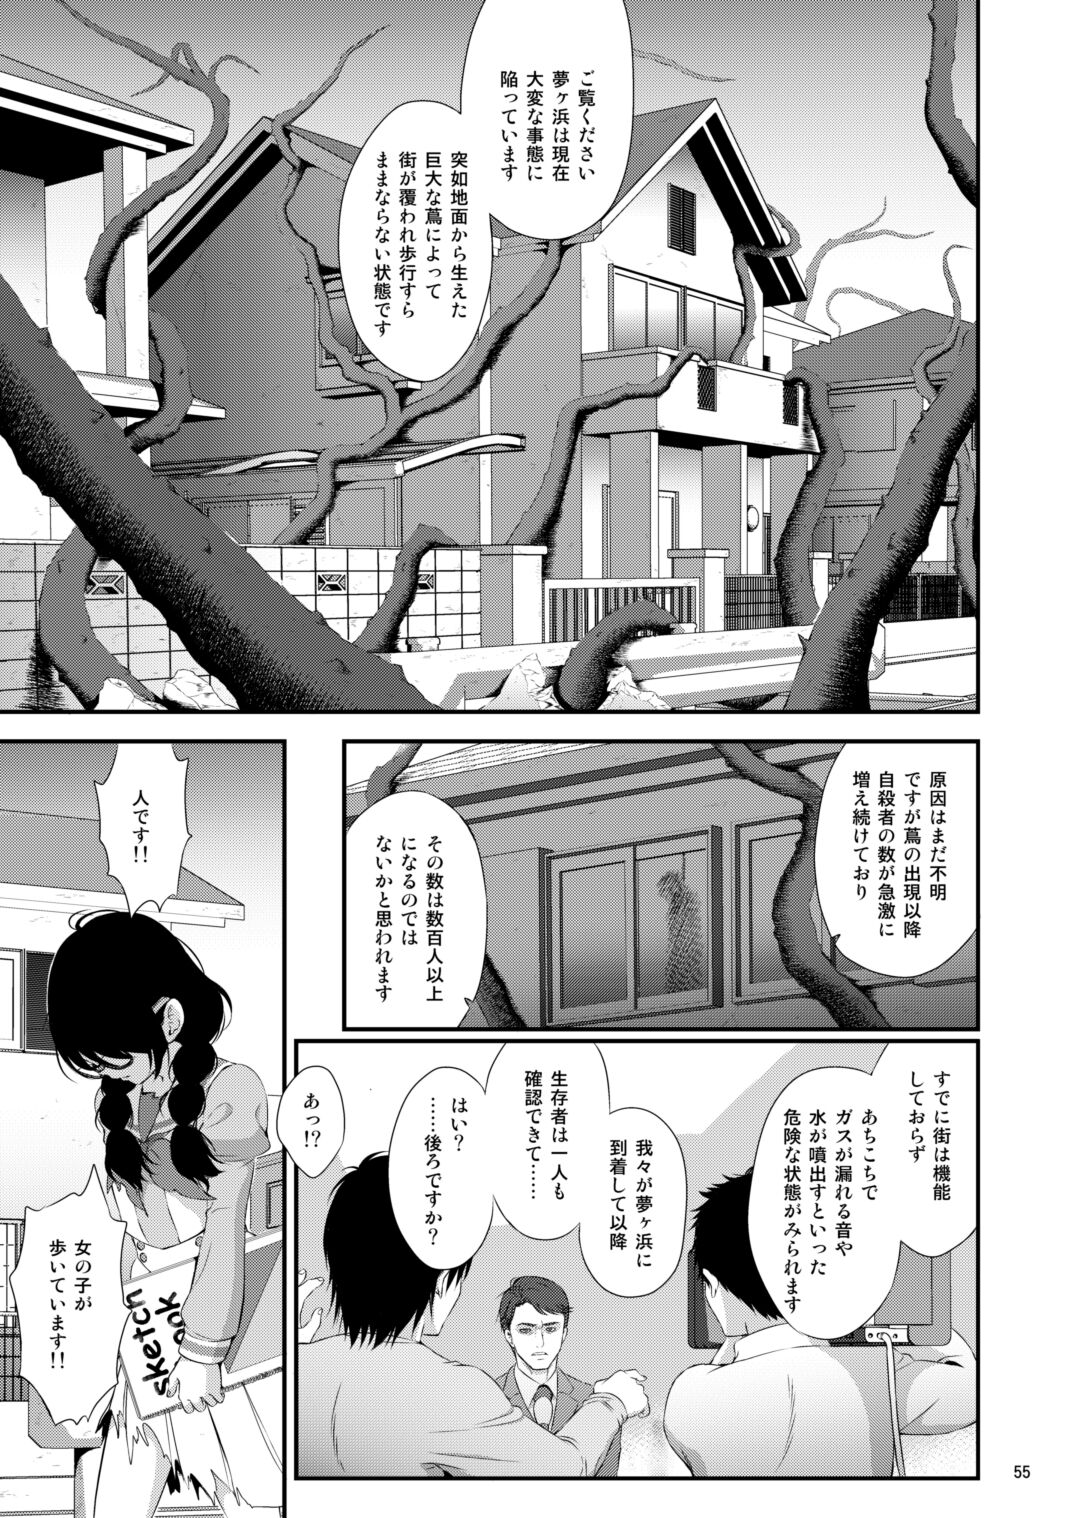 ご覧ください
夢ヶ浜は現在
大変な事態に
陥っています
突如地面から生えた
巨大な蔦によって
街が覆われ歩行すら
ままならない状態です
原因はまだ不明
ですが蔦の出現以降
自殺者の数が急激に
増え続けており
その数は数百人以上
になるのでは
ないかと思われます
すでに街は機能
しておらず
あちこちで
ガスが漏れる音や
水が噴出すといった
危険な状態がみられます
我々が夢ヶ浜に
到着して以降
生存者は一人も
確認できて……
はい?
……後ろですか?
あっ!?
人です!!
女の子が
歩いています!!
sketch
ook
55